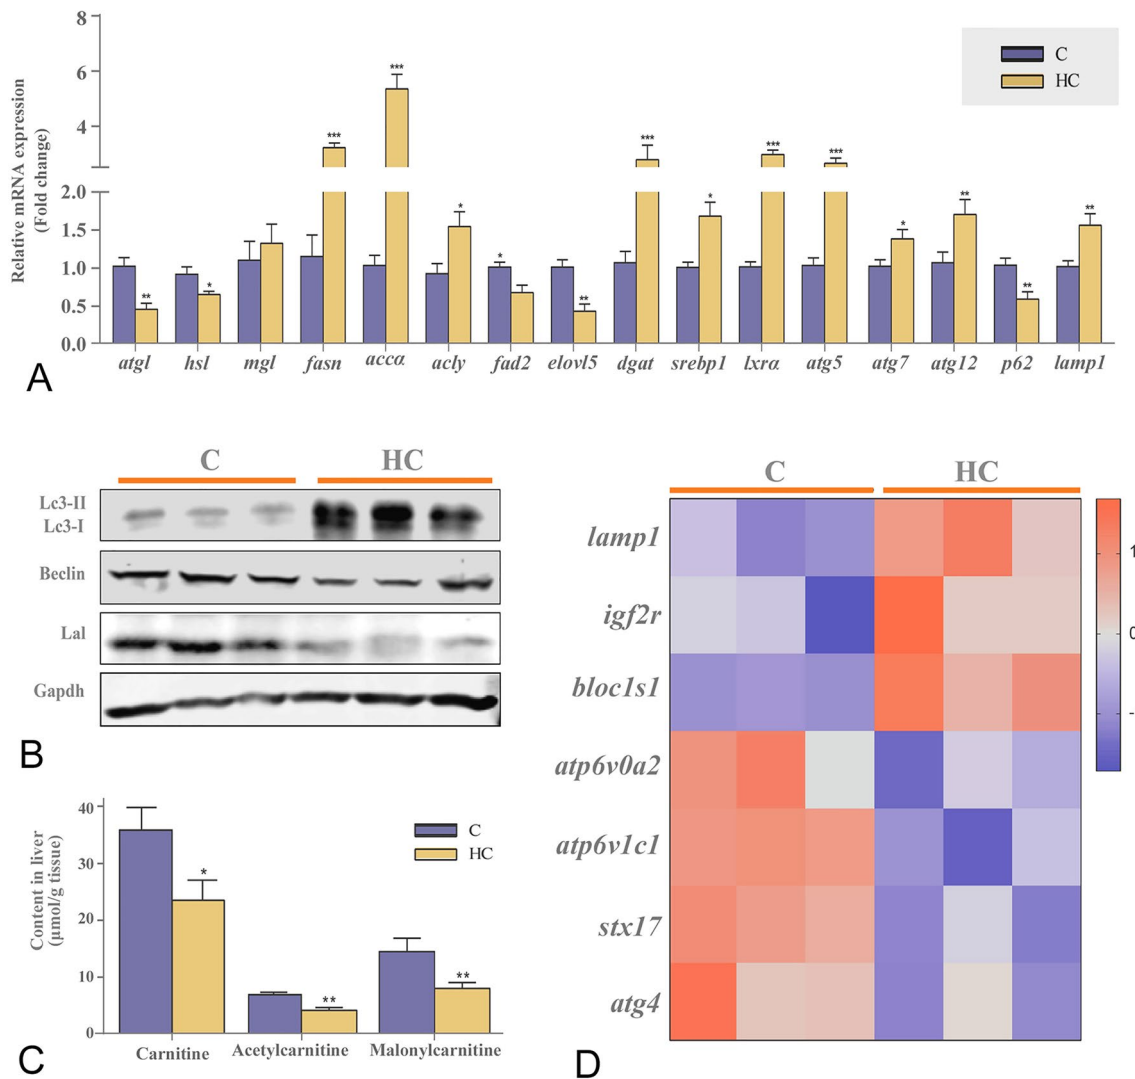 8
6
4
2.0
1.5
1.0
0.5
0.0
Relative mRNA expression
(Fold change)
C
HC
** * *** *** * * ** *** * *** *** * ** ** **
atgl hsl mgl fasn accα acly fad2 elovl5 dgat srebp1 lxrα atg5 atg7 atg12 p62 lamp1
A
C HC
Lc3-II
Lc3-I
Beclin
Lal
Gapdh
B
40
30
20
10
0
Content in liver
(μmol/g tissue)
C
HC
* ** **
Carnitine Acetylcarnitine Malonylcarnitine
C
C HC
lamp1
igf2r
bloc1s1
atp6v0a2
atp6v1c1
stx17
atg4
1
0
-
D